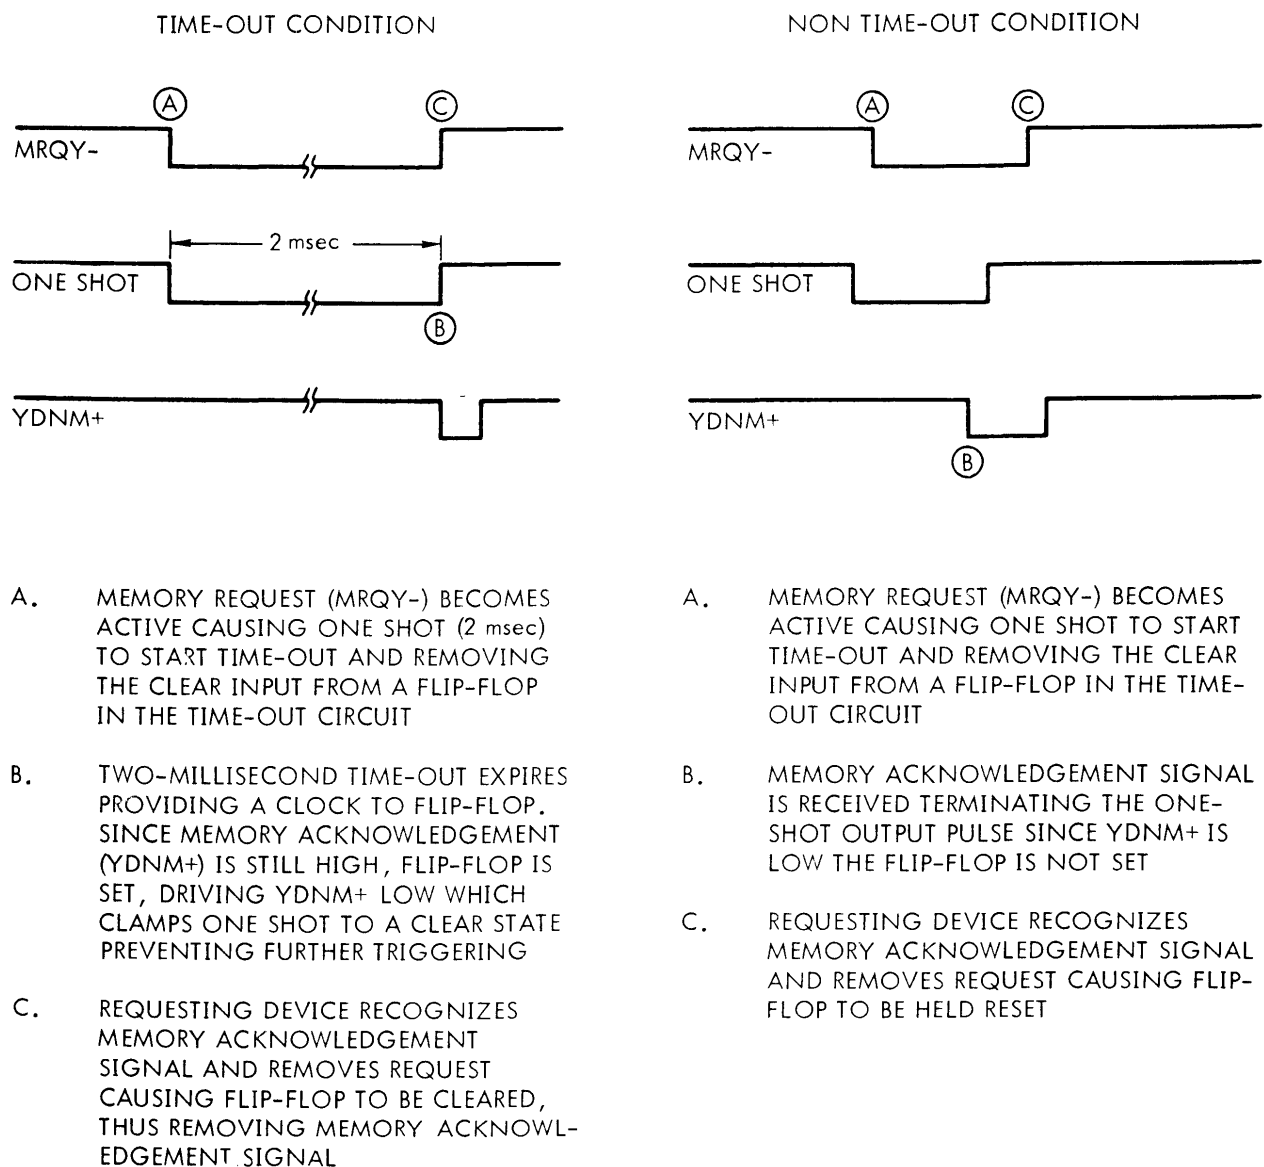 TIME-OUT CONDITION
A
C
MRQY-
2 msec
ONE SHOT
B
YDNM+
A. MEMORY REQUEST (MRQY-) BECOMES
ACTIVE CAUSING ONE SHOT (2 msec)
TO START TIME-OUT AND REMOVING
THE CLEAR INPUT FROM A FLIP-FLOP
IN THE TIME-OUT CIRCUIT
B. TWO-MILLISECOND TIME-OUT EXPIRES
PROVIDING A CLOCK TO FLIP-FLOP.
SINCE MEMORY ACKNOWLEDGEMENT
(YDNM+) IS STILL HIGH, FLIP-FLOP IS
SET, DRIVING YDNM+ LOW WHICH
CLAMPS ONE SHOT TO A CLEAR STATE
PREVENTING FURTHER TRIGGERING
C. REQUESTING DEVICE RECOGNIZES
MEMORY ACKNOWLEDGEMENT
SIGNAL AND REMOVES REQUEST
CAUSING FLIP-FLOP TO BE CLEARED,
THUS REMOVING MEMORY ACKNOWL-
EDGEMENT SIGNAL
NON TIME-OUT CONDITION
A
C
MRQY-
ONE SHOT
YDNM+
B
A. MEMORY REQUEST (MRQY-) BECOMES
ACTIVE CAUSING ONE SHOT TO START
TIME-OUT AND REMOVING THE CLEAR
INPUT FROM A FLIP-FLOP IN THE TIME-
OUT CIRCUIT
B. MEMORY ACKNOWLEDGEMENT SIGNAL
IS RECEIVED TERMINATING THE ONE-
SHOT OUTPUT PULSE SINCE YDNM+ IS
LOW THE FLIP-FLOP IS NOT SET
C. REQUESTING DEVICE RECOGNIZES
MEMORY ACKNOWLEDGEMENT SIGNAL
AND REMOVES REQUEST CAUSING FLIP-
FLOP TO BE HELD RESET